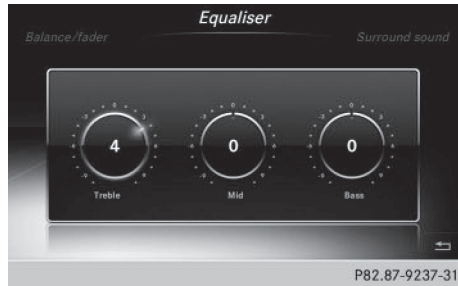 Equaliser
Balance/fader
Surround sound
4
0
0
Treble
Mid
Bass
P82.87-9237-31